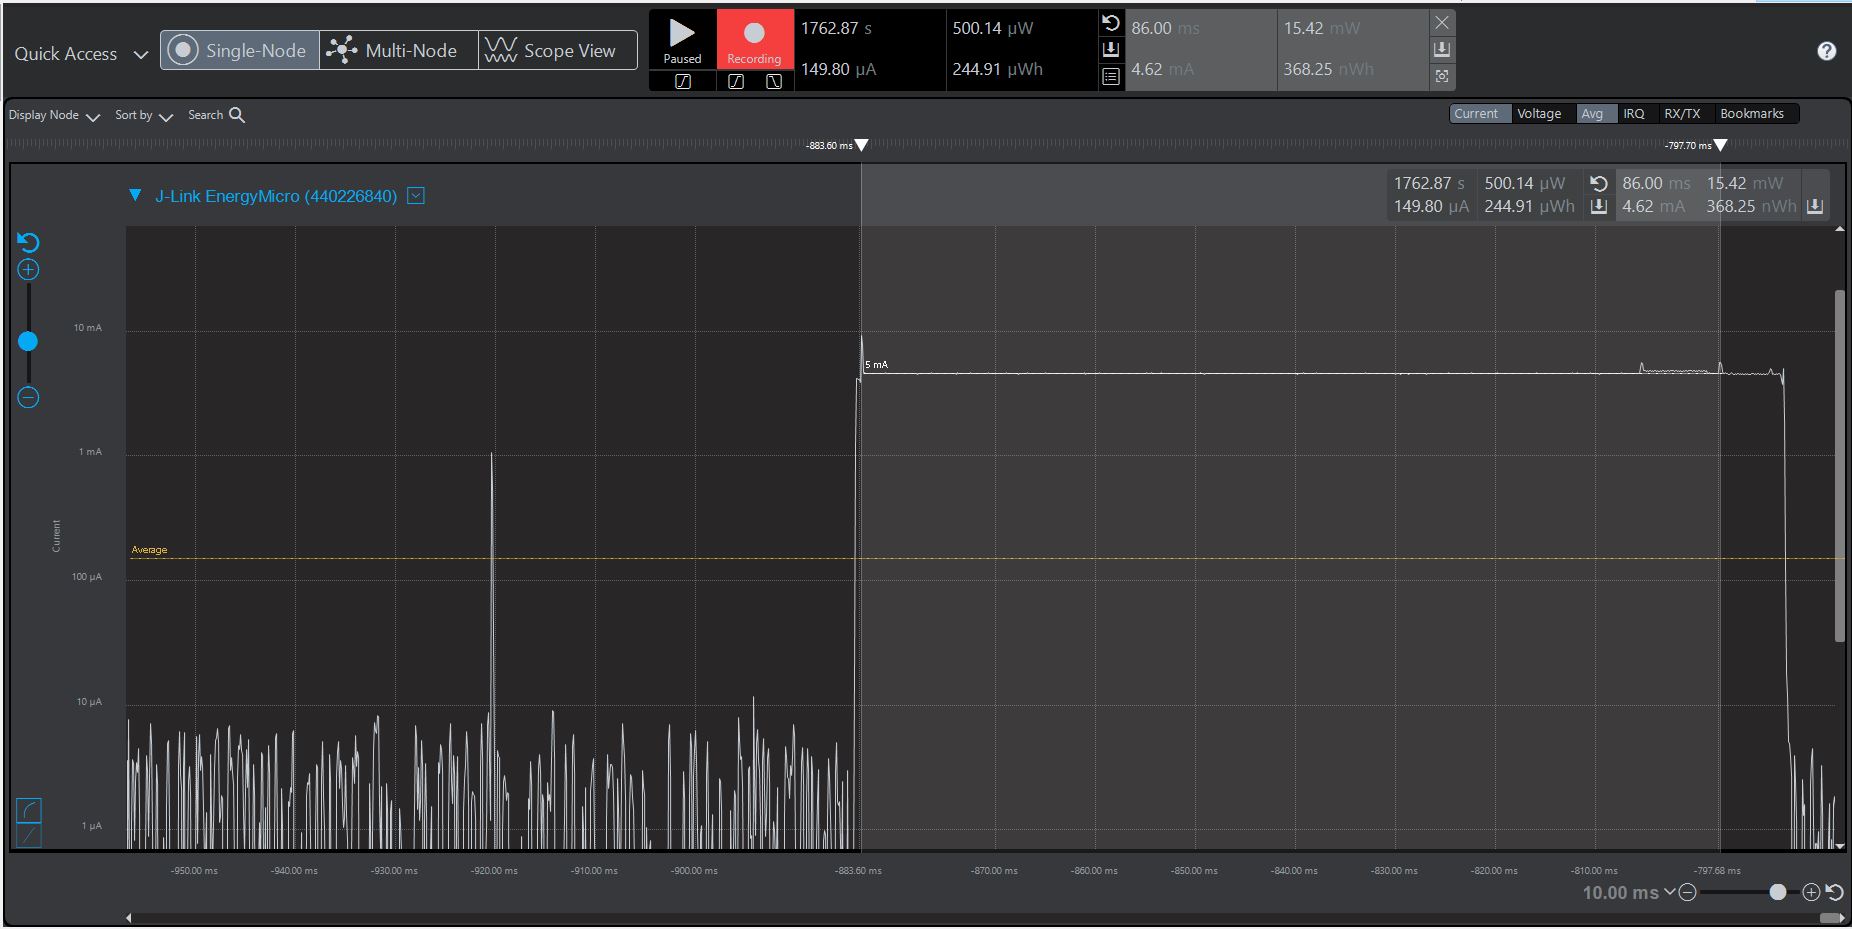 Quick Access
Single-Node
Multi-Node
Scope View
Paused
Recording
1762.87 s
500.14 µW
149.80 µA
244.91 µWh
86.00 ms
15.42 mW
4.62 mA
368.25 nWh
Display Node
Sort by
Search
Current
Voltage
Avg
IRQ
RX/TX
Bookmarks
-883.60 ms
-797.70 ms
J-Link EnergyMicro (440226840)
1762.87 s
500.14 µW
86.00 ms
15.42 mW
149.80 µA
244.91 µWh
4.62 mA
368.25 nWh
10 mA
5 mA
1 mA
Current
Average
100 µA
10 µA
1 µA
-950.00 ms
-940.00 ms
-930.00 ms
-920.00 ms
-910.00 ms
-900.00 ms
-883.60 ms
-870.00 ms
-860.00 ms
-850.00 ms
-840.00 ms
-830.00 ms
-820.00 ms
-810.00 ms
-797.68 ms
10.00 ms